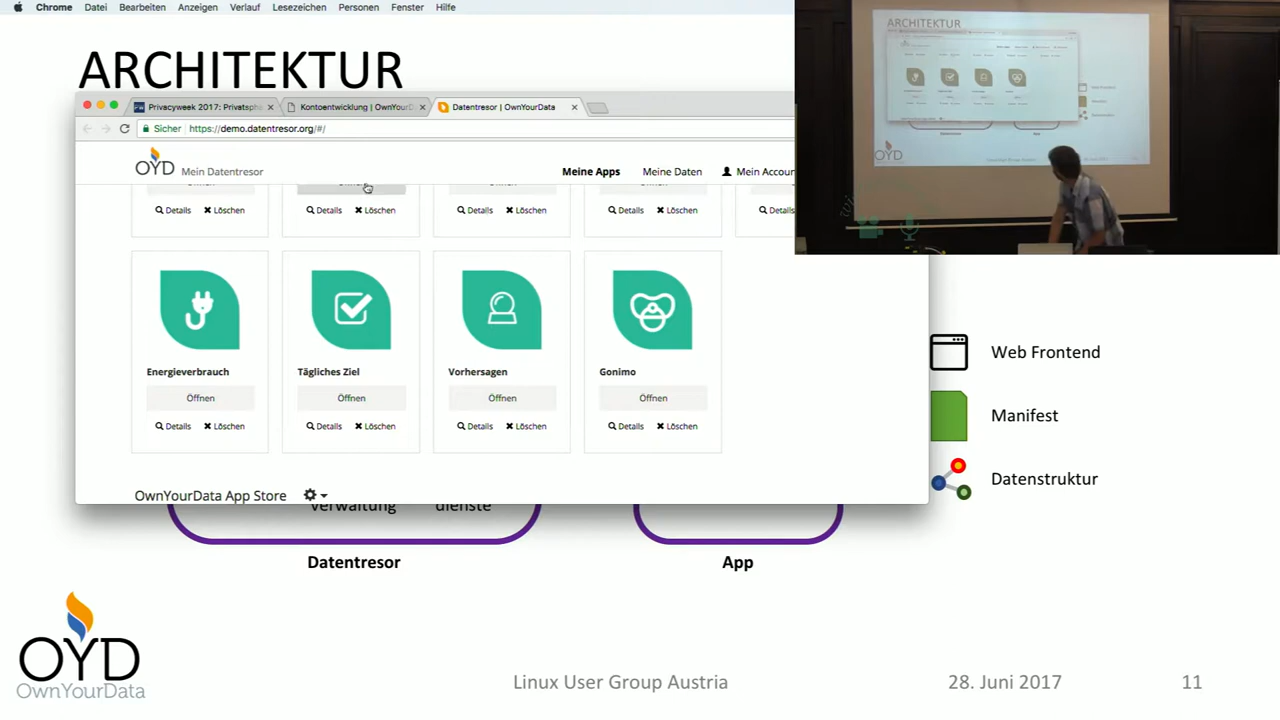 Chrome Datei Bearbeiten Anzeigen Verlauf Lesezeichen Personen Fenster Hilfe
ARCHITEKTUR
ARCHITEKTUR
Privacyweek 2017: Privatsph
Kontoentwicklung | OwnYourD
Datentresor | OwnYourData
Sicher https://demo.datentresor.org/#/
OYD Mein Datentresor
Meine Apps Meine Daten Mein Accoun
Details Löschen Details Löschen Details Löschen Details Löschen Details
Energieverbrauch Tägliches Ziel Vorhersagen Gonimo
Öffnen Öffnen Öffnen Öffnen
Details Löschen Details Löschen Details Löschen Details Löschen
OwnYourData App Store
Web Frontend
Manifest
Datenstruktur
Verwaltung dienste
Datentresor App
OYD
OwnYourData
Linux User Group Austria 28. Juni 2017 11